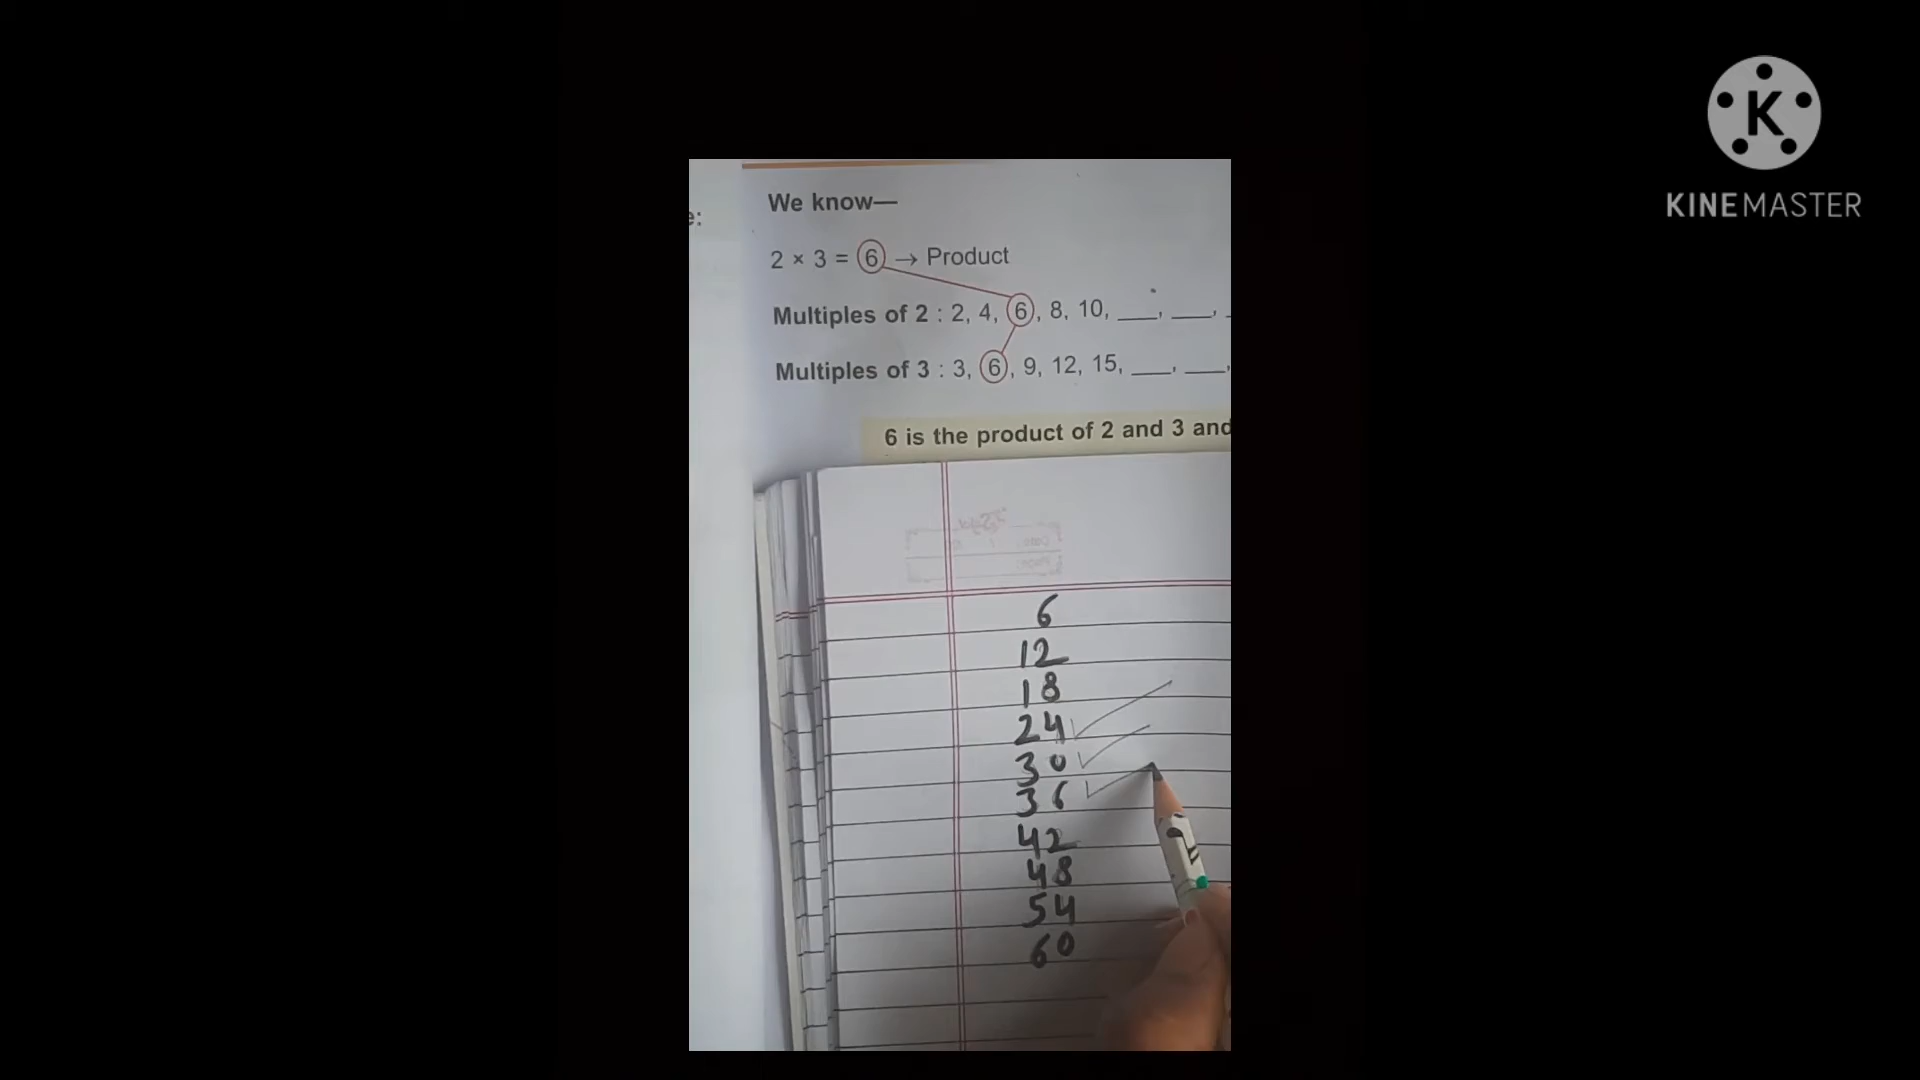 K
KINEMASTER
e:
We know—
2 × 3 = 6 → Product
Multiples of 2 : 2, 4, 6, 8, 10, ___, ___,
Multiples of 3 : 3, 6, 9, 12, 15, ___, ___,
6 is the product of 2 and 3 and
6
12
18
24
30
36
42
48
54
60